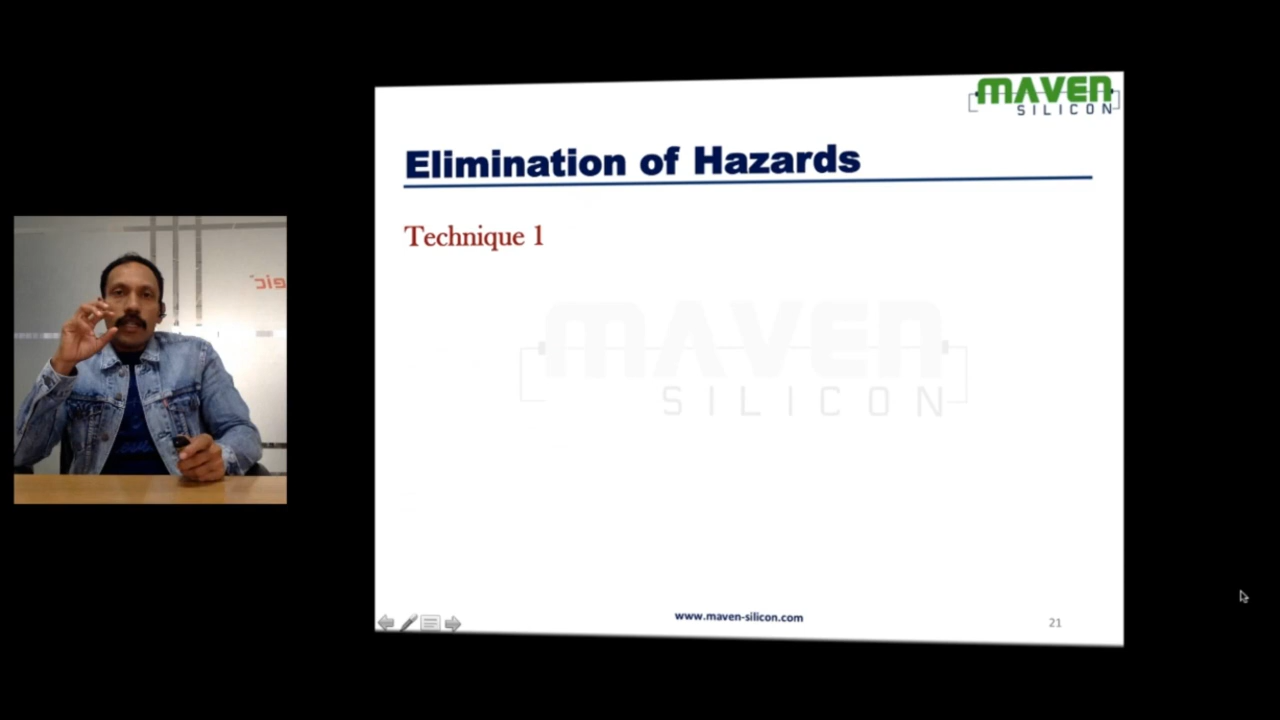 MAVEN
SILICON
Elimination of Hazards
Technique 1
MAVEN
SILICON
www.maven-silicon.com
21